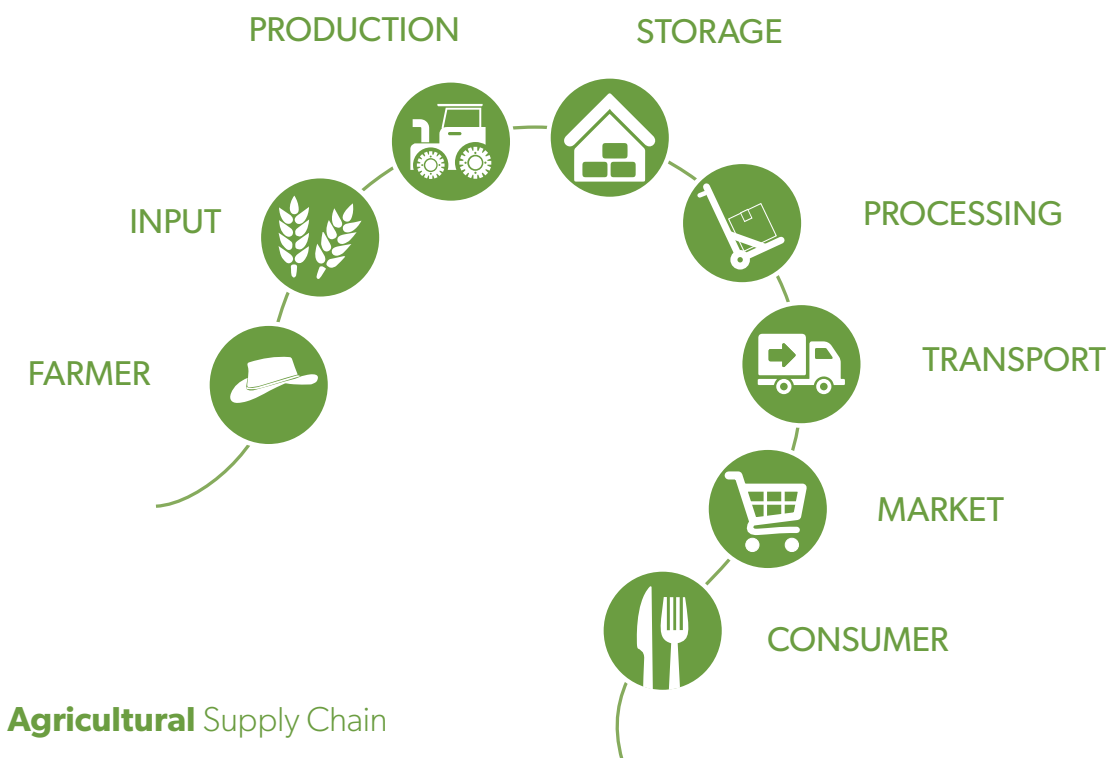 PRODUCTION
STORAGE
INPUT
PROCESSING
FARMER
TRANSPORT
MARKET
CONSUMER
Agricultural Supply Chain